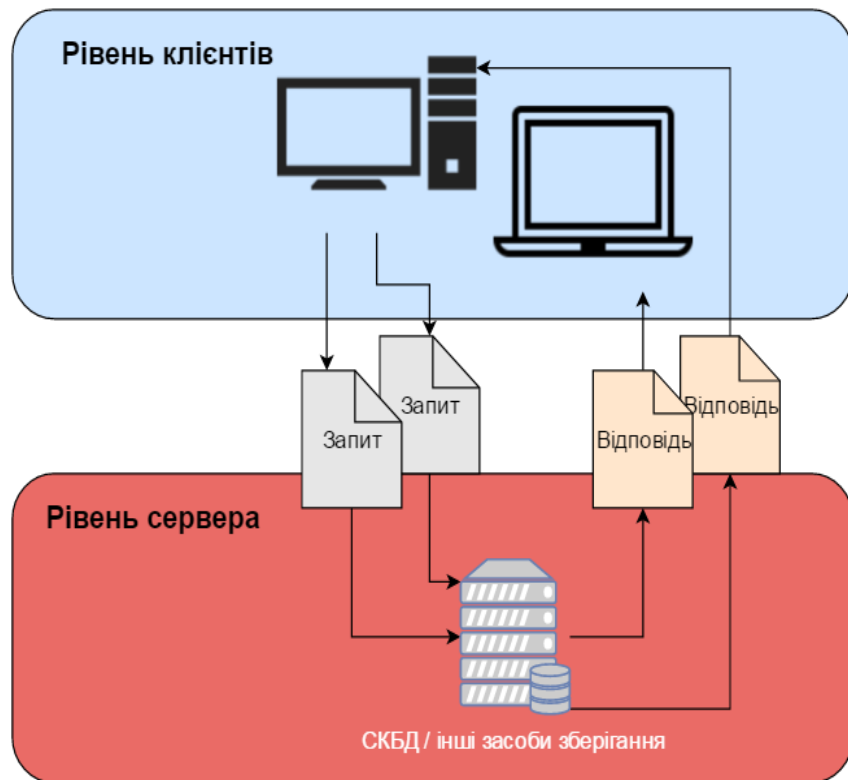 Рівень клієнтів
Запит
Запит
Відповідь
Відповідь
Рівень сервера
СКБД / інші засоби зберігання